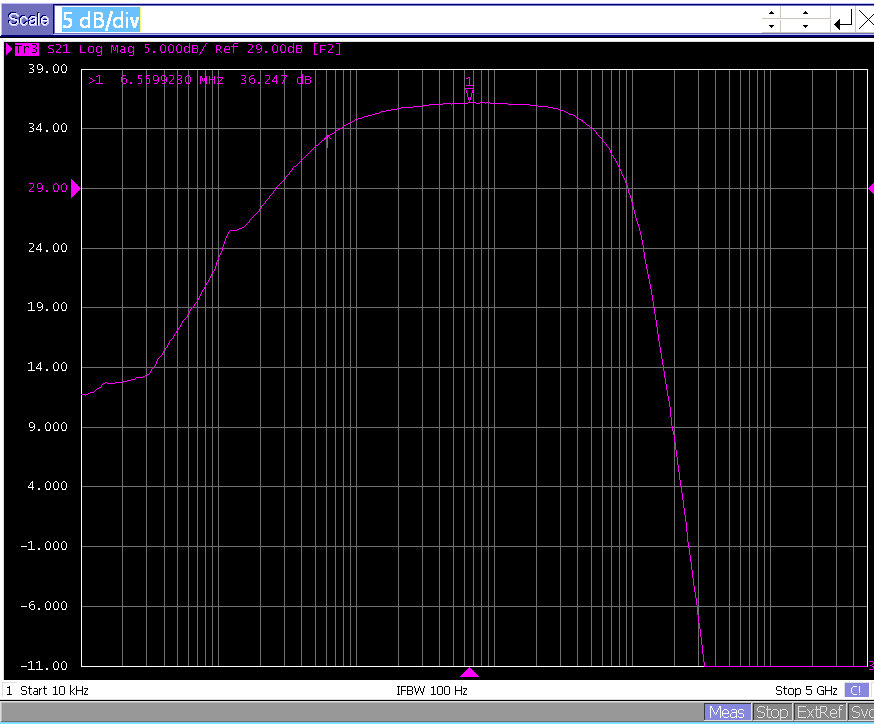 Scale 5 dB/div
Tr3 S21 Log Mag 5.000dB/ Ref 29.00dB [F2]
39.00
>1 6.5599230 MHz 36.247 dB
1
34.00
29.00
24.00
19.00
14.00
9.000
4.000
-1.000
-6.000
-11.00
3
1 Start 10 kHz IFBW 100 Hz Stop 5 GHz C!
Meas Stop ExtRef Svc